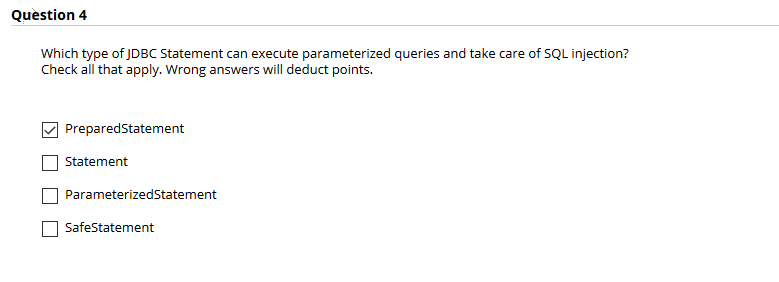 Question 4
Which type of JDBC Statement can execute parameterized queries and take care of SQL injection?
Check all that apply. Wrong answers will deduct points.
PreparedStatement
Statement
ParameterizedStatement
SafeStatement